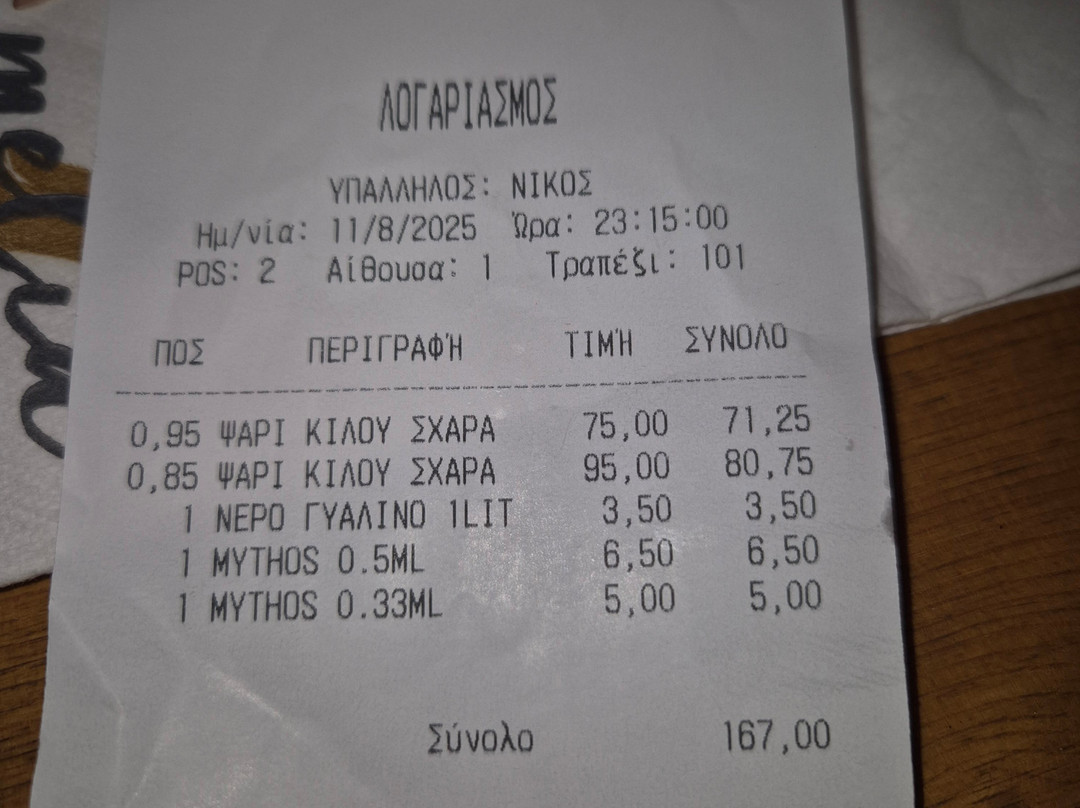 ΛΟΓΑΡΙΑΣΜΟΣ
ΥΠΑΛΛΗΛΟΣ: ΝΙΚΟΣ
Ημ/νία: 11/8/2025 Ώρα: 23:15:00
POS: 2 Αίθουσα: 1 Τραπέζι: 101
ΠΟΣ ΠΕΡΙΓΡΑΦΉ ΤΙΜΉ ΣΥΝΟΛΟ
0,95 ΨΑΡΙ ΚΙΛΟΥ ΣΧΑΡΑ 75,00 71,25
0,85 ΨΑΡΙ ΚΙΛΟΥ ΣΧΑΡΑ 95,00 80,75
1 ΝΕΡΟ ΓΥΑΛΙΝΟ 1LIT 3,50 3,50
1 MYTHOS 0.5ML 6,50 6,50
1 MYTHOS 0.33ML 5,00 5,00
Σύνολο 167,00